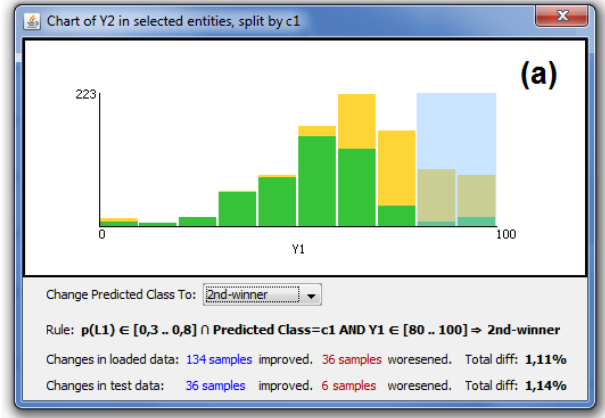 Chart of Y2 in selected entities, split by c1
(a)
223
0
100
Y1
Change Predicted Class To: 2nd-winner
Rule: p(L1) ∈ [0,3 .. 0,8] ∩ Predicted Class=c1 AND Y1 ∈ [80 .. 100] ⇒ 2nd-winner
Changes in loaded data: 134 samples improved. 36 samples woresened. Total diff: 1,11%
Changes in test data: 36 samples improved. 6 samples worsened. Total diff: 1,14%